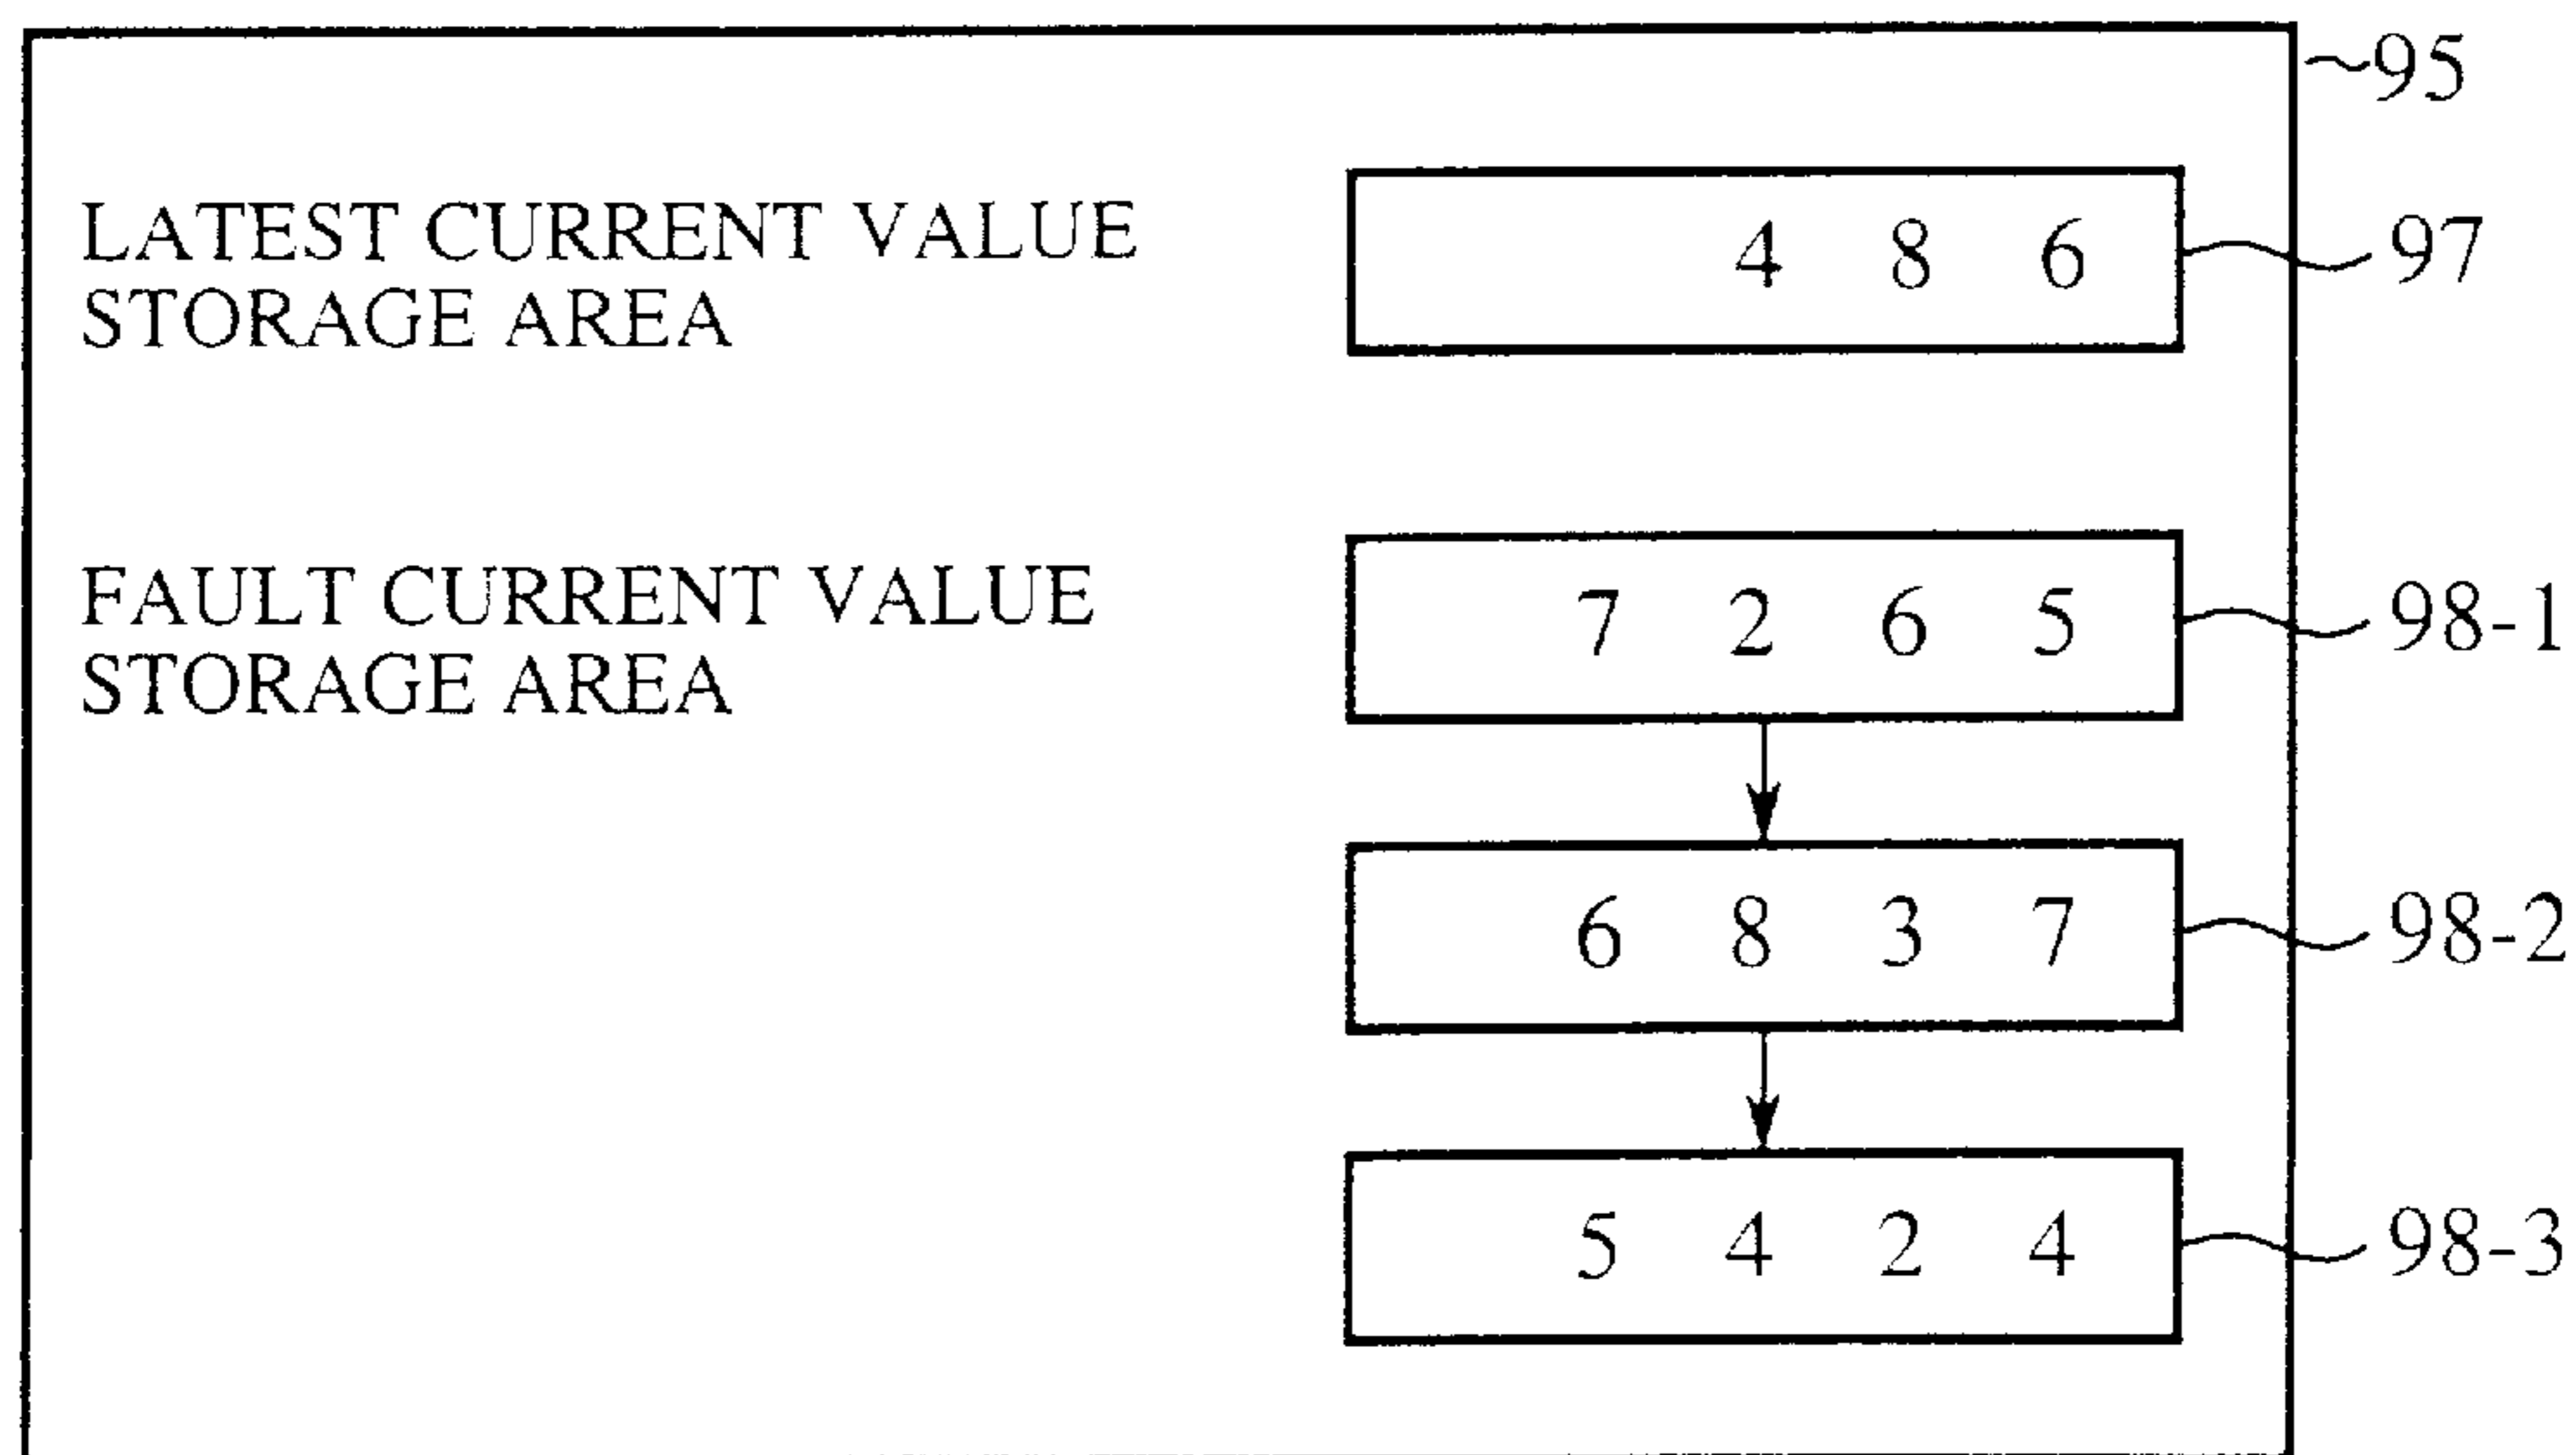 ~95
LATEST CURRENT VALUE
STORAGE AREA
4 8 6
97
FAULT CURRENT VALUE
STORAGE AREA
7 2 6 5
98-1
6 8 3 7
98-2
5 4 2 4
98-3